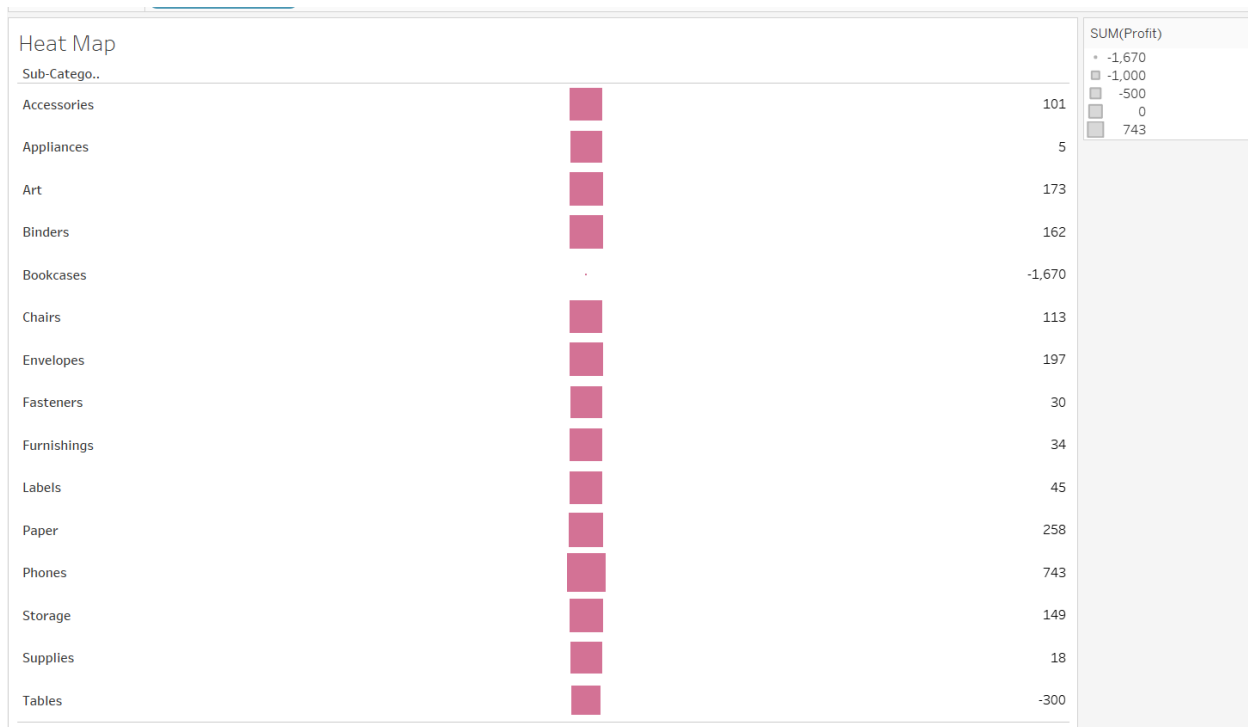 Heat Map
Sub-Catego..
Accessories 101
Appliances 5
Art 173
Binders 162
Bookcases -1,670
Chairs 113
Envelopes 197
Fasteners 30
Furnishings 34
Labels 45
Paper 258
Phones 743
Storage 149
Supplies 18
Tables -300
SUM(Profit)
-1,670
-1,000
-500
0
743